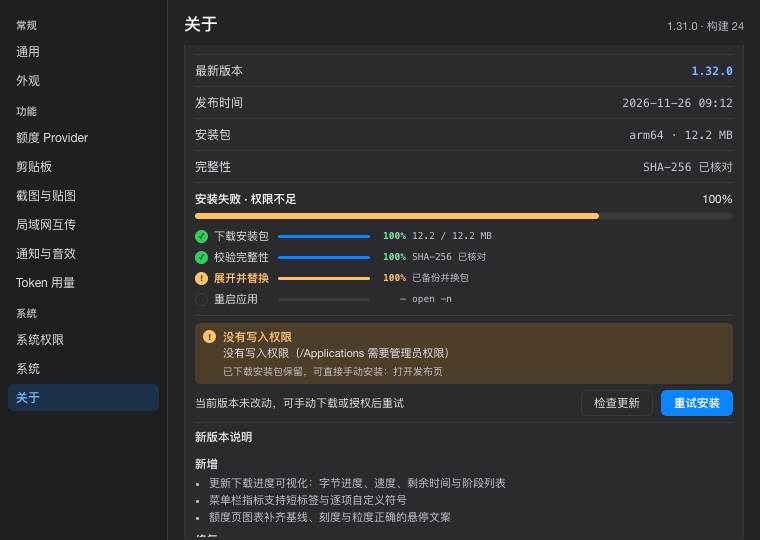 常规
通用
外观
功能
额度 Provider
剪贴板
截图与贴图
局域网互传
通知与音效
Token 用量
系统
系统权限
系统
关于
关于
1.31.0 · 构建 24
最新版本 1.32.0
发布时间 2026-11-26 09:12
安装包 arm64 · 12.2 MB
完整性 SHA-256 已核对
安装失败 · 权限不足 100%
下载安装包 100% 12.2 / 12.2 MB
校验完整性 100% SHA-256 已核对
展开并替换 100% 已备份并换包
重启应用 — open -n
没有写入权限
没有写入权限（/Applications 需要管理员权限）
已下载安装包保留，可直接手动安装：打开发布页
当前版本未改动，可手动下载或授权后重试 检查更新 重试安装
新版本说明
新增
• 更新下载进度可视化：字节进度、速度、剩余时间与阶段列表
• 菜单栏指标支持短标签与逐项自定义符号
• 额度页图表补齐基线、刻度与粒度正确的悬停文案